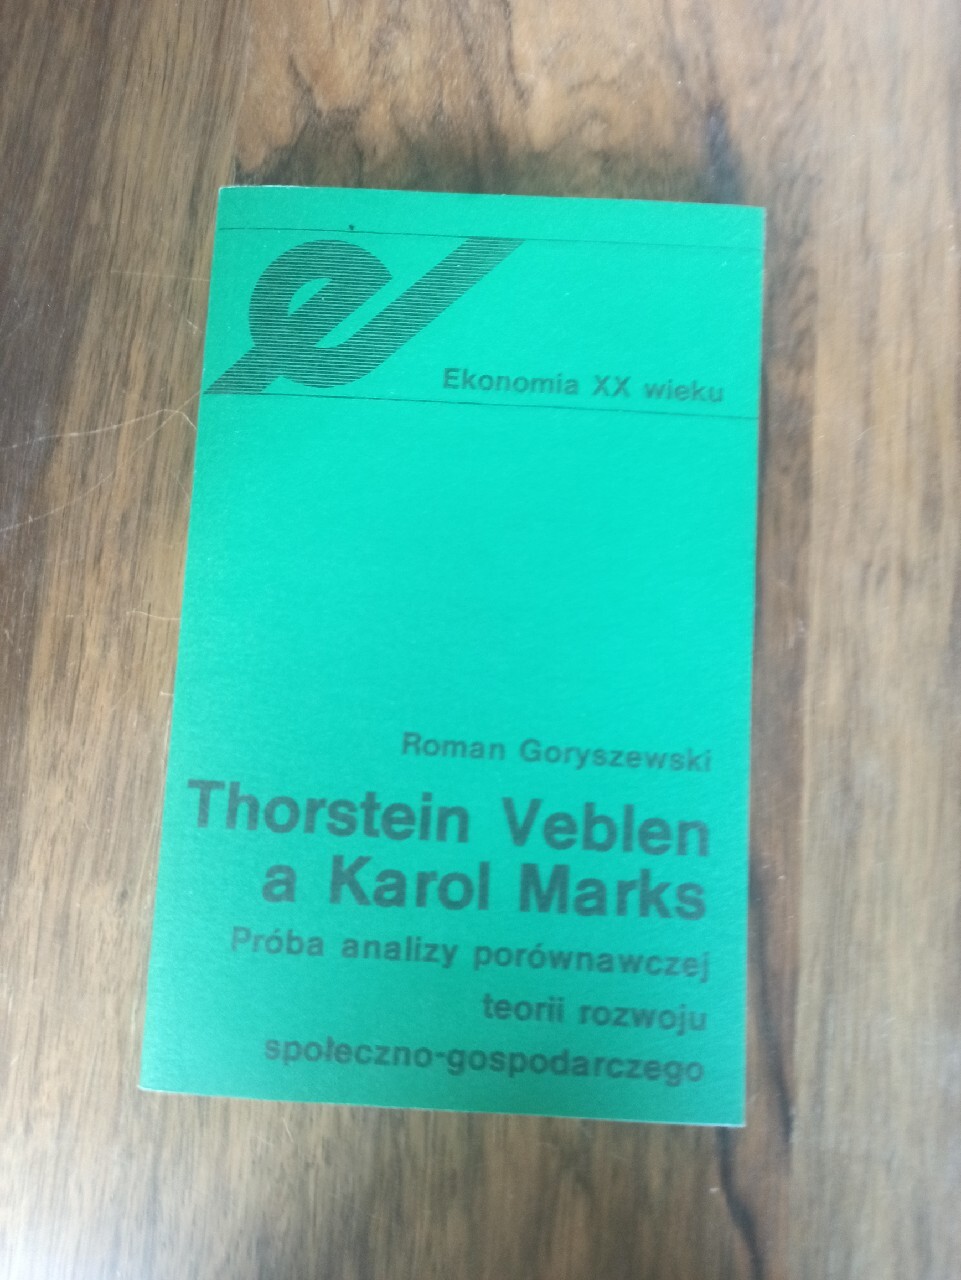 Ekonomia XX wieku
Roman Goryszewski
Thorstein Veblen
a Karol Marks
Próba analizy porównawczej
teorii rozwoju
społeczno-gospodarczego